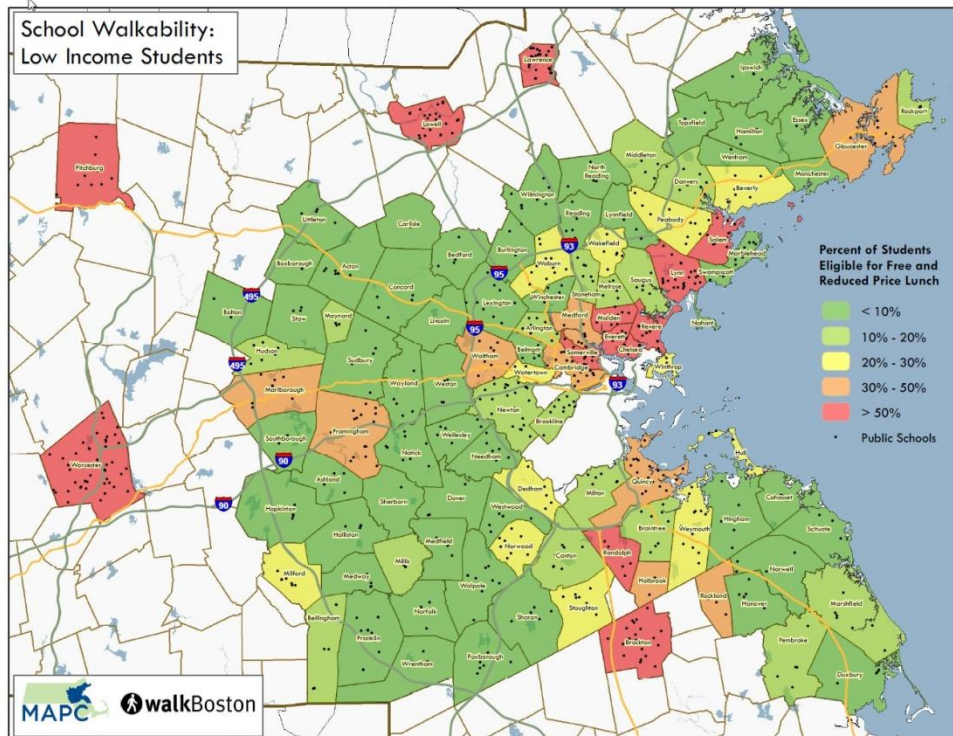 School Walkability:
Low Income Students
Ipswich
Lawrence
Rockport
Essex
Topsfield
Lowell
Hamilton
Gloucester
Middleton
Wenham
Fitchburg
North
Reading
Danvers
Manchester
Beverly
Wilmington
Reading
Lynnfield
Peabody
Littleton
Carlisle
Burlington
93
Wakefield
Salem
Marblehead
Bedford
Woburn
Lynn
Boxborough
Acton
95
Swampscott
Concord
Stoneham
Saugus
495
Lexington
Winchester
Melrose
Bolton
Stow
Maynard
Lincoln
95
Arlington
Medford
Malden
Revere
Nahant
Everett
Hudson
Belmont
Somerville
Chelsea
Sudbury
Waltham
495
Watertown
Cambridge
Winthrop
Wayland
Weston
93
Marlborough
Newton
Brookline
Framingham
Southborough
Wellesley
Natick
Needham
Worcester
90
Hull
Ashland
Dedham
Quincy
Sherborn
Dover
Milton
Cohasset
90
Hopkinton
Westwood
Hingham
Braintree
Weymouth
Scituate
Holliston
Medfield
Norwood
Canton
Randolph
Millis
Norwell
Milford
Medway
Walpole
Holbrook
Rockland
Hanover
Marshfield
Norfolk
Stoughton
Bellingham
Sharon
Franklin
Brockton
Pembroke
Wrentham
Foxborough
Duxbury
Percent of Students
Eligible for Free and
Reduced Price Lunch
< 10%
10% - 20%
20% - 30%
30% - 50%
> 50%
Public Schools
MAPC
walkBoston